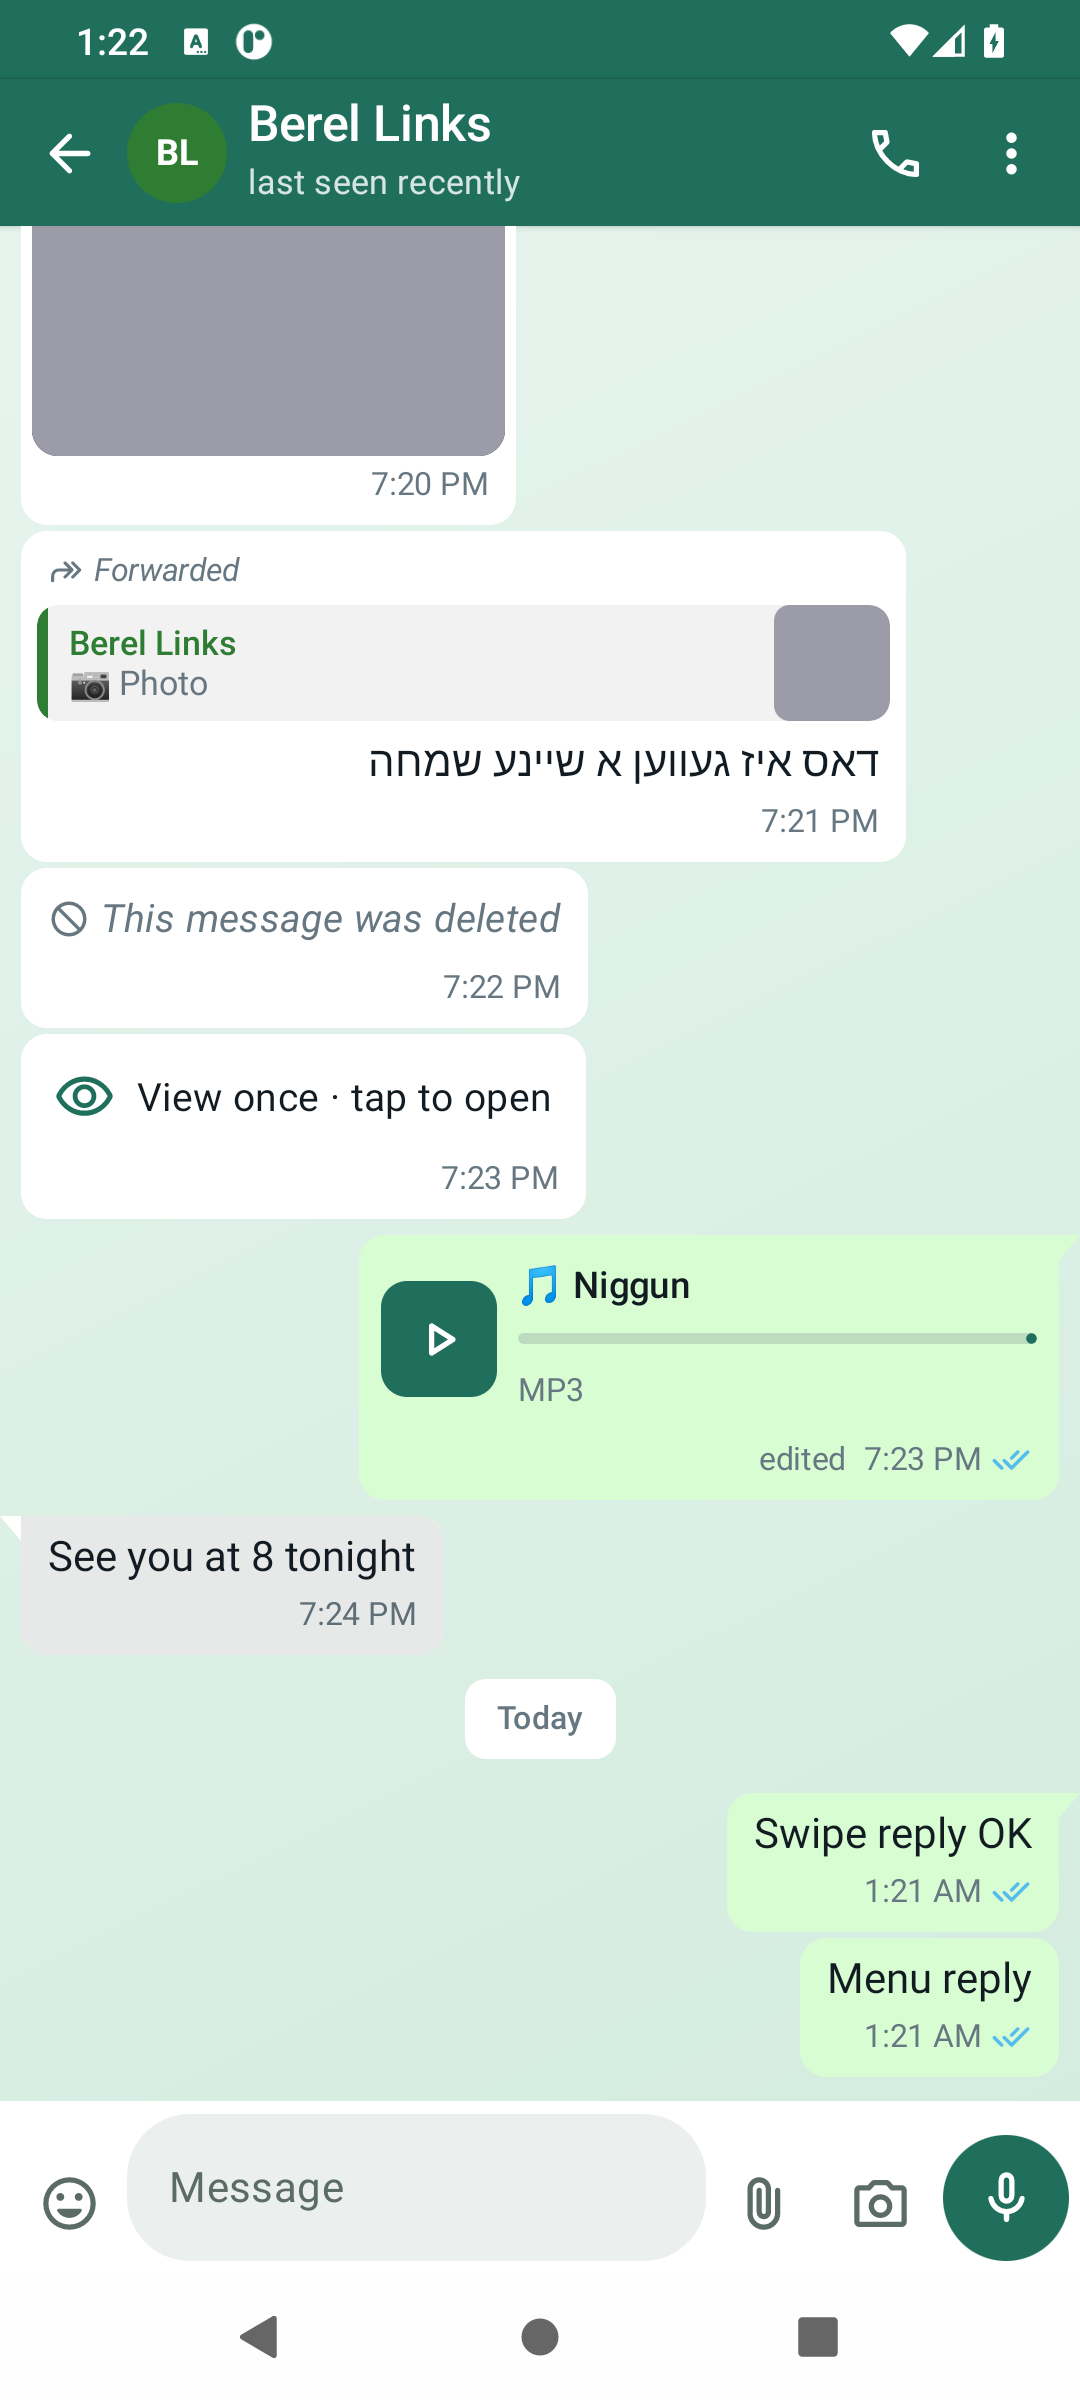 1:22
BL
Berel Links
last seen recently
7:20 PM
Forwarded
Berel Links
📷 Photo
דאס איז געווען א שיינע שמחה
7:21 PM
This message was deleted
7:22 PM
View once · tap to open
7:23 PM
🎵 Niggun
MP3
edited 7:23 PM
See you at 8 tonight
7:24 PM
Today
Swipe reply OK
1:21 AM
Menu reply
1:21 AM
Message